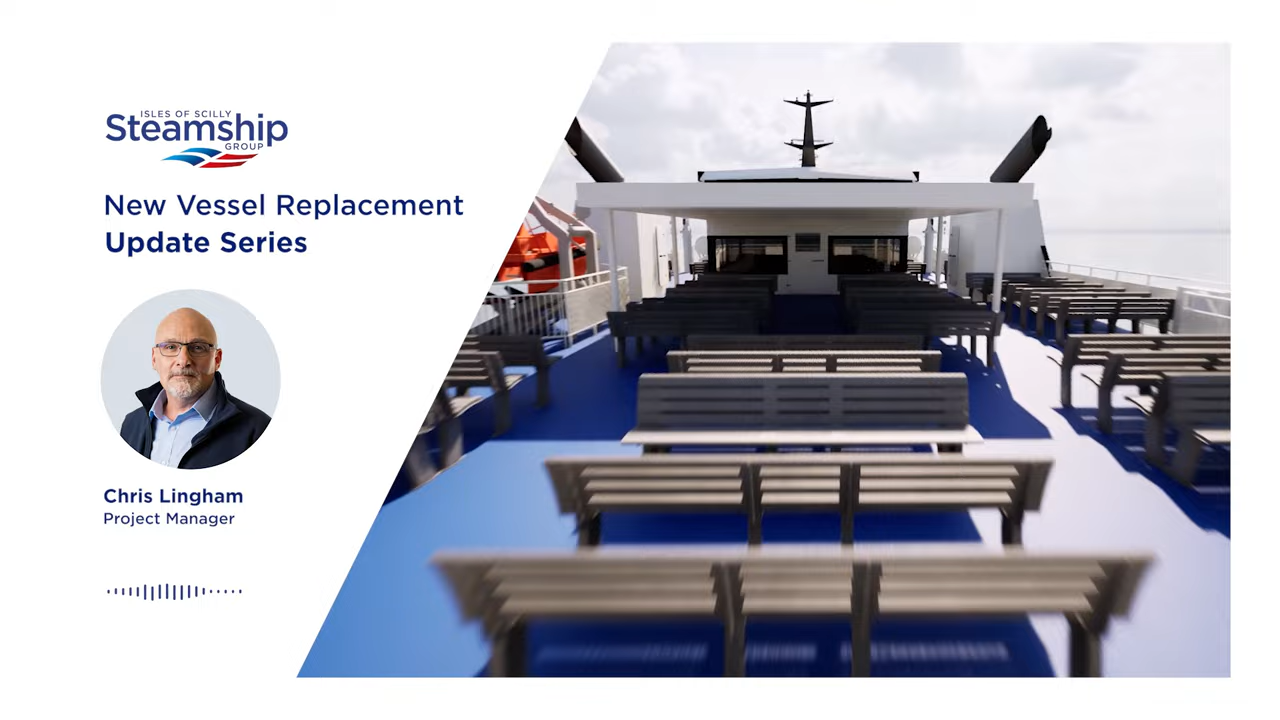 ISLES OF SCILLY
Steamship
GROUP
New Vessel Replacement
Update Series
Chris Lingham
Project Manager